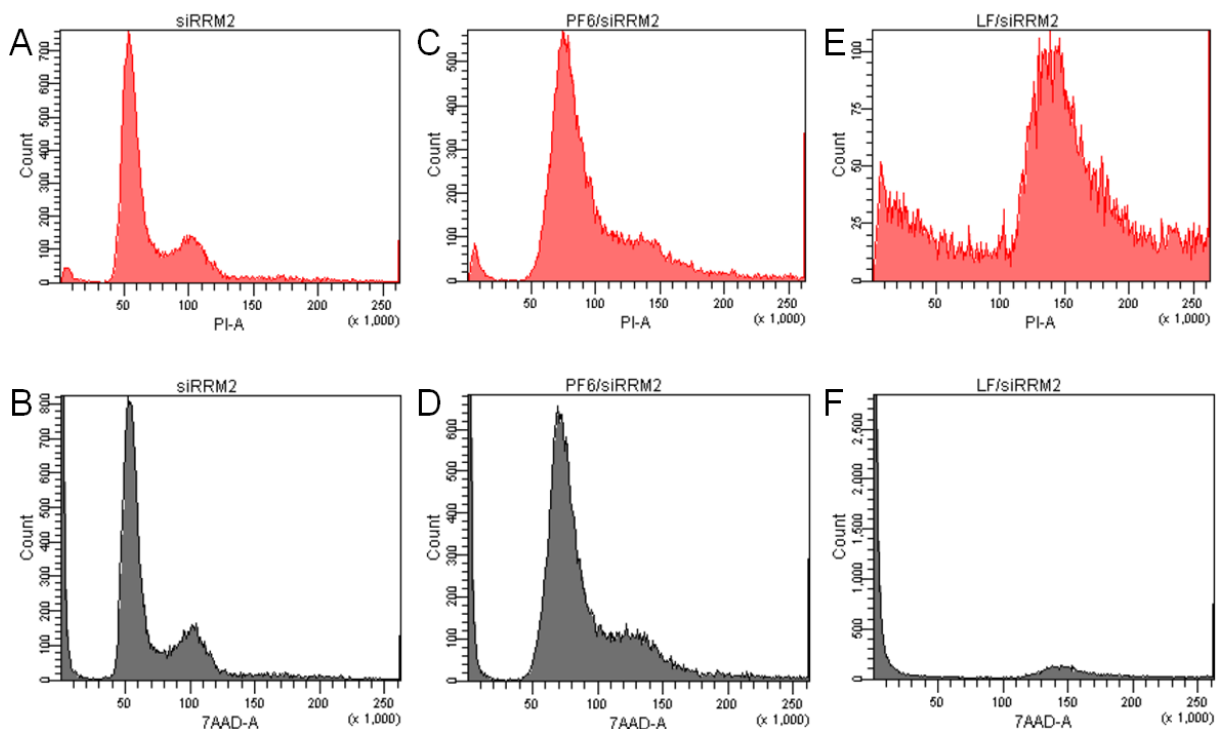 A
siRRM2
Count
0 100 200 300 400 500 600 700
50 100 150 200 250
PI-A
(x 1,000)
C
PF6/siRRM2
Count
0 100 200 300 400 500
50 100 150 200 250
PI-A
(x 1,000)
E
LF/siRRM2
Count
0 25 50 75 100
50 100 150 200 250
PI-A
(x 1,000)
B
siRRM2
Count
0 100 200 300 400 500 600 700 800
50 100 150 200 250
7AAD-A
(x 1,000)
D
PF6/siRRM2
Count
0 100 200 300 400 500 600
50 100 150 200 250
7AAD-A
(x 1,000)
F
LF/siRRM2
Count
0 500 1,000 1,500 2,000 2,500
50 100 150 200 250
7AAD-A
(x 1,000)